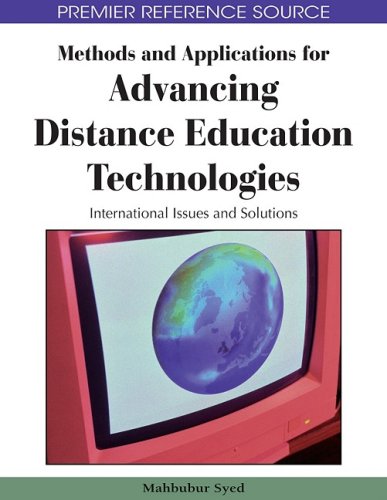 PREMIER REFERENCE SOURCE
Methods and Applications for
Advancing
Distance Education
Technologies
International Issues and Solutions
Mahbubur Syed